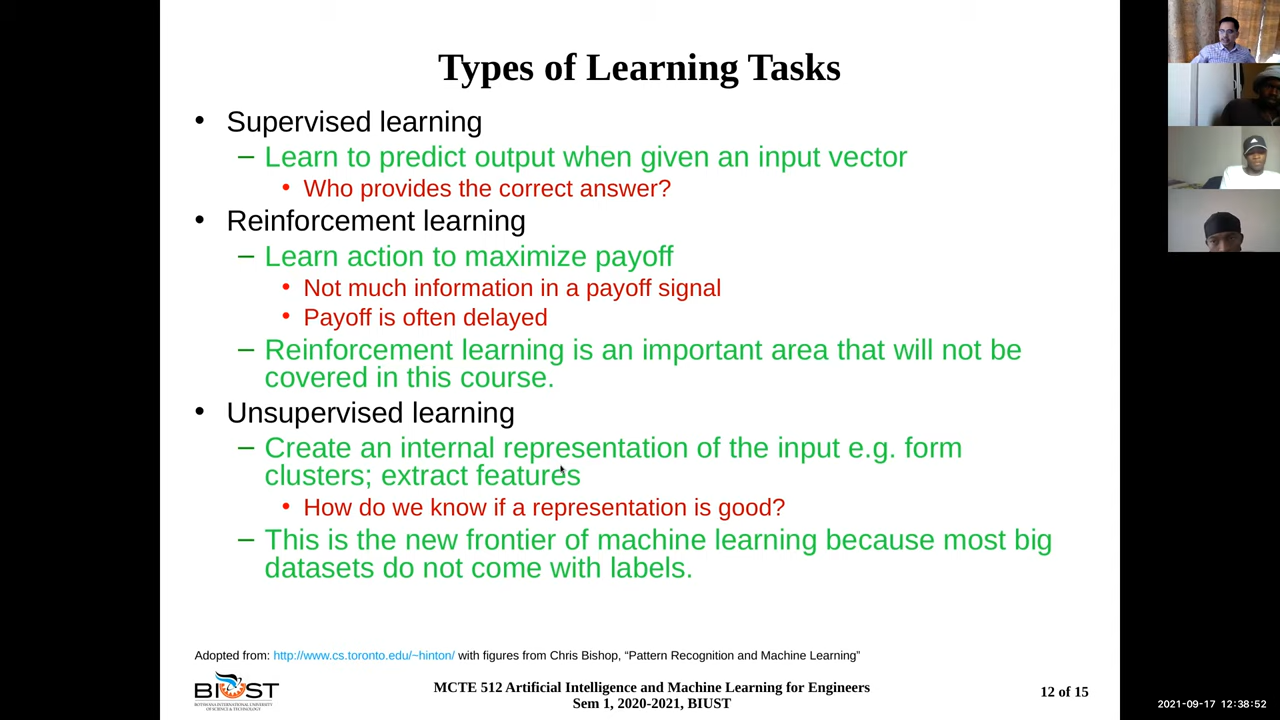 Types of Learning Tasks
• Supervised learning
– Learn to predict output when given an input vector
• Who provides the correct answer?
• Reinforcement learning
– Learn action to maximize payoff
• Not much information in a payoff signal
• Payoff is often delayed
– Reinforcement learning is an important area that will not be
covered in this course.
• Unsupervised learning
– Create an internal representation of the input e.g. form
clusters; extract features
• How do we know if a representation is good?
– This is the new frontier of machine learning because most big
datasets do not come with labels.
Adopted from: http://www.cs.toronto.edu/~hinton/ with figures from Chris Bishop, “Pattern Recognition and Machine Learning”
BIUST
BOTSWANA INTERNATIONAL UNIVERSITY
OF SCIENCE & TECHNOLOGY
MCTE 512 Artificial Intelligence and Machine Learning for Engineers
Sem 1, 2020-2021, BIUST
12 of 15
2021-09-17 12:38:52